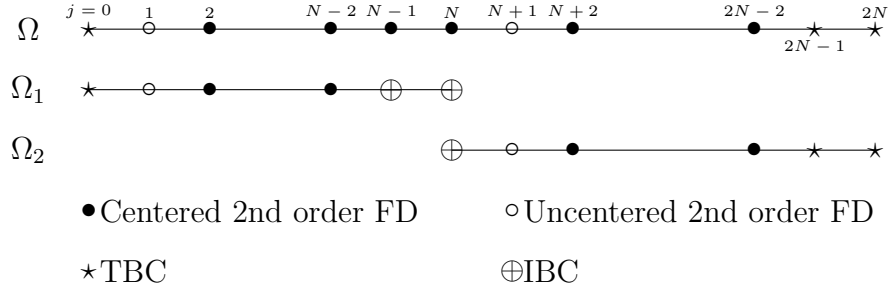 j = 0 1 2 N − 2 N − 1 N N + 1 N + 2 2N − 2 2N
Ω
2N − 1
Ω₁
Ω₂
●Centered 2nd order FD ○Uncentered 2nd order FD
⋆TBC ⊕IBC